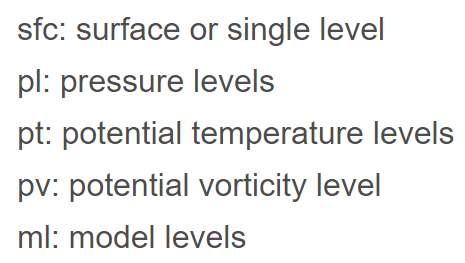 sfc: surface or single level
pl: pressure levels
pt: potential temperature levels
pv: potential vorticity level
ml: model levels